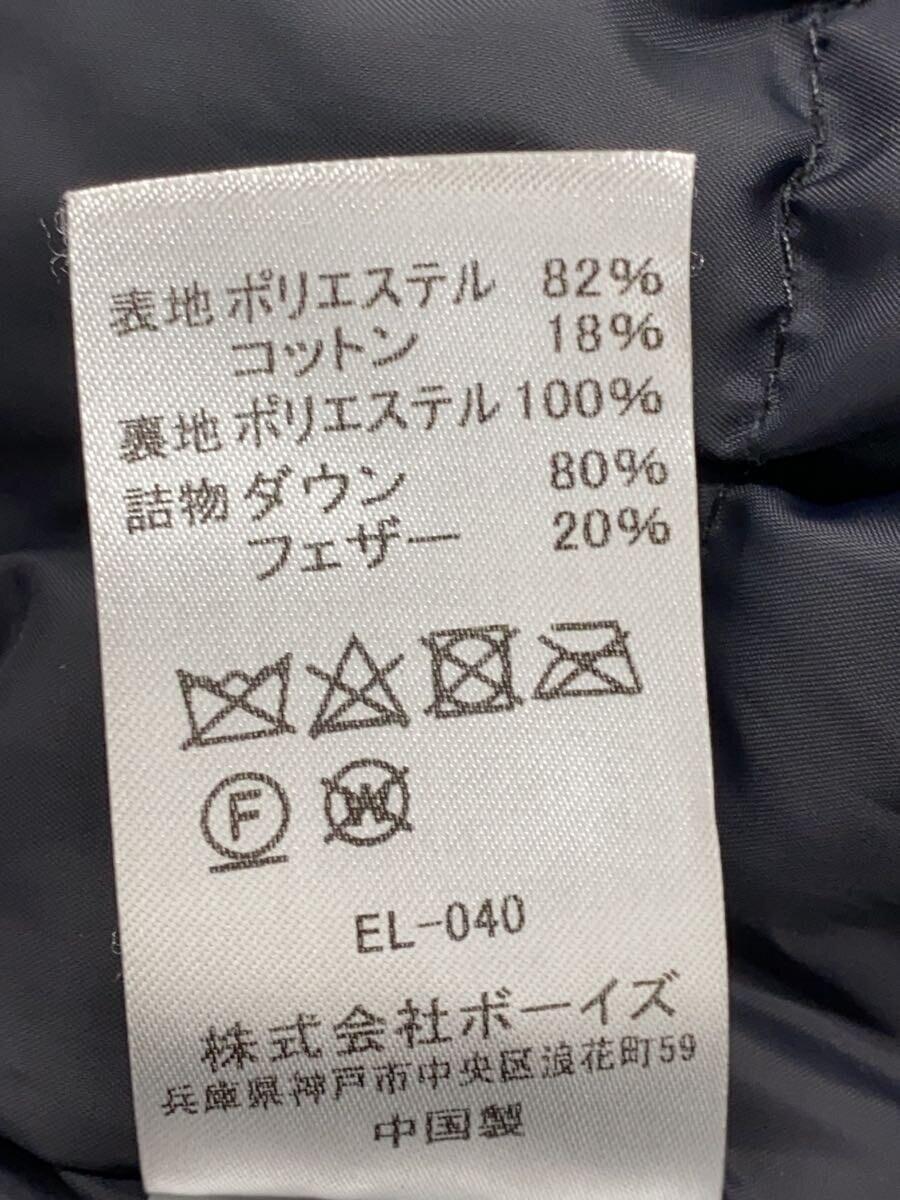 表地 ポリエステル 82%
コットン 18%
裏地 ポリエステル 100%
詰物 ダウン 80%
フェザー 20%
F W
EL-040
株式会社ボーイズ
兵庫県神戸市中央区浪花町59
中国製